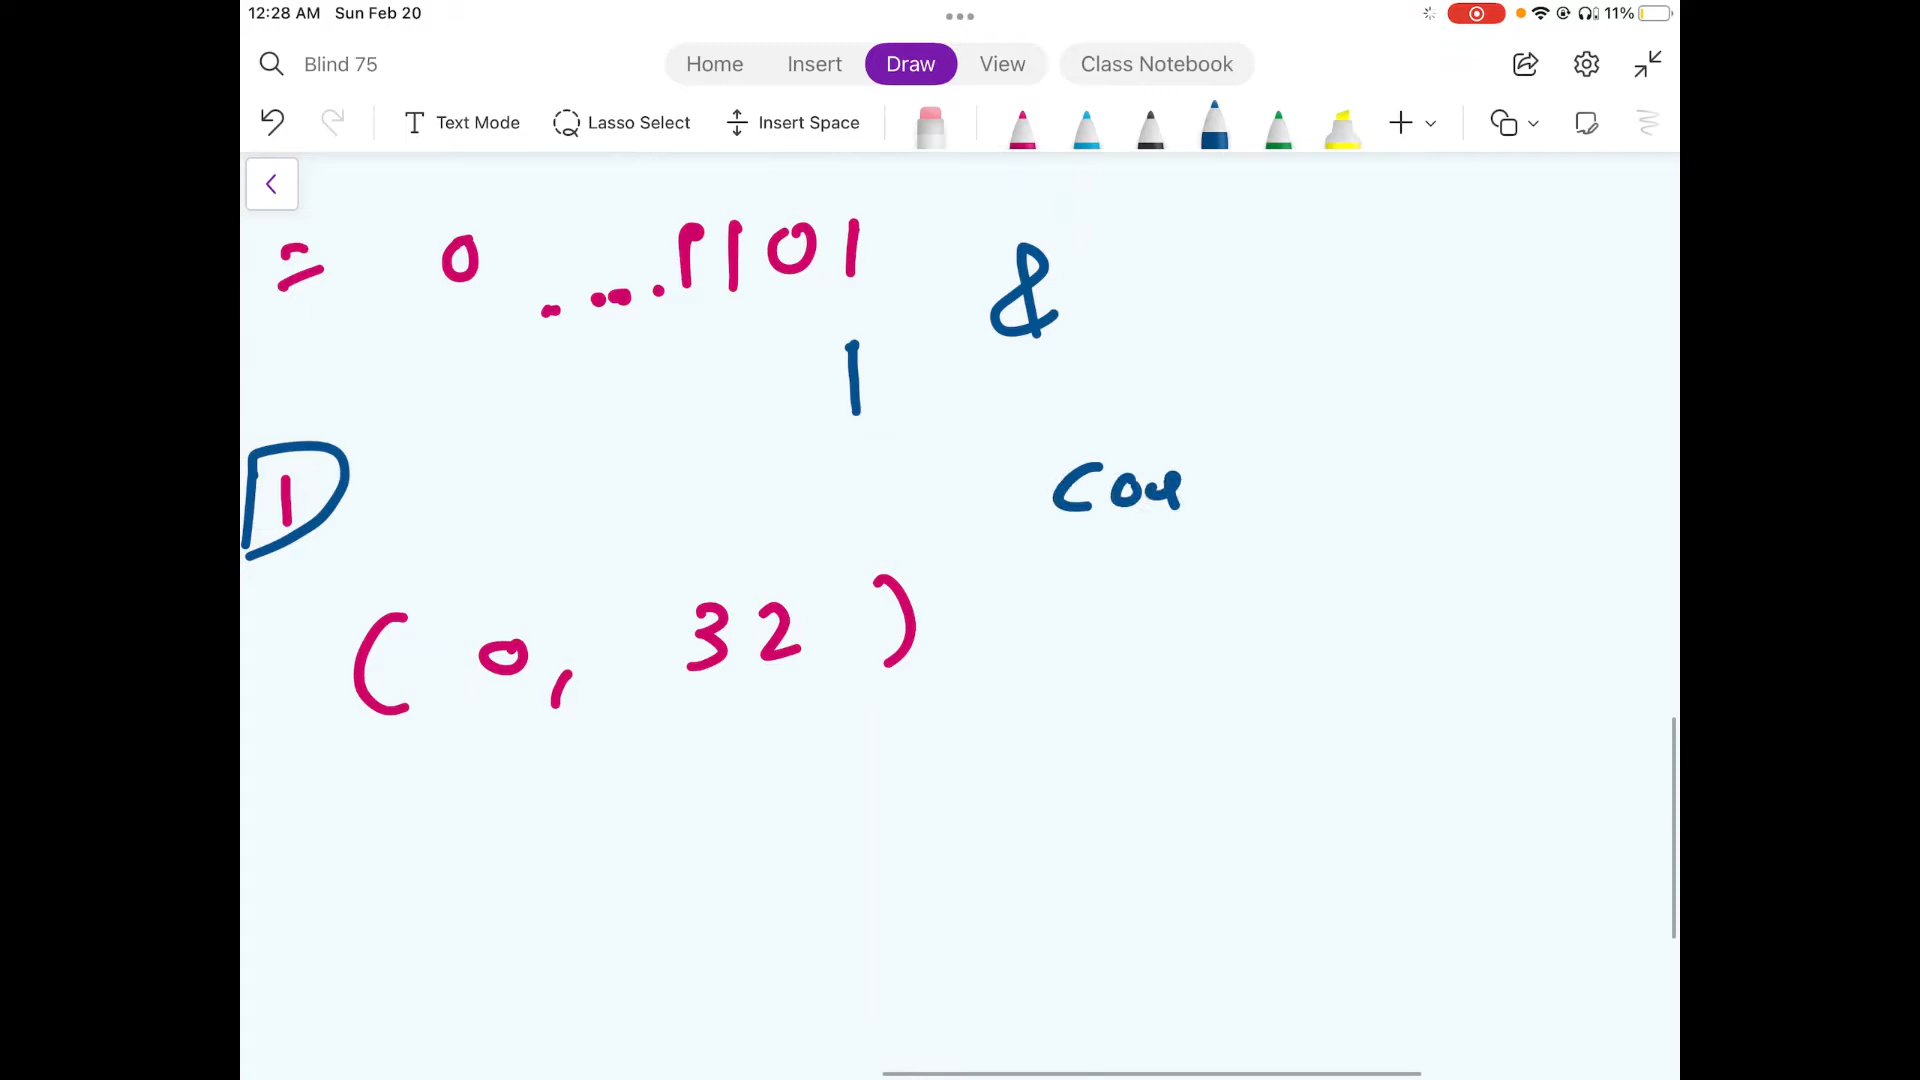 12:28 AM Sun Feb 20
11%
Blind 75
Home Insert Draw View Class Notebook
T Text Mode Lasso Select Insert Space
= 0 ....1101 &
1
1
( 0, 32 )